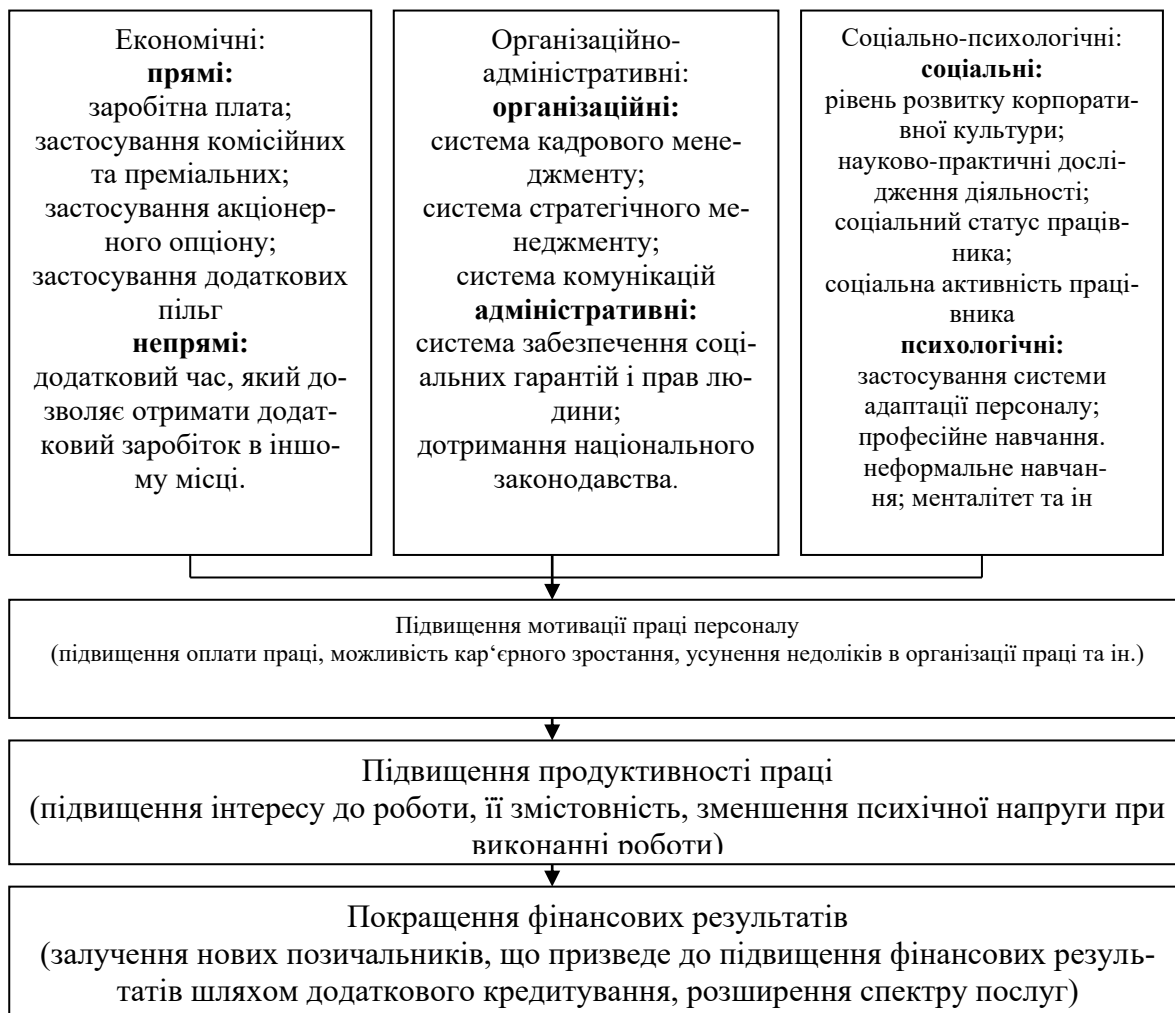 Економічні:
прямі:
заробітна плата;
застосування комісійних
та преміальних;
застосування акціонер-
ного опціону;
застосування додаткових
пільг
непрямі:
додатковий час, який до-
зволяє отримати додат-
ковий заробіток в іншо-
му місці.
Організаційно-
адміністративні:
організаційні:
система кадрового мене-
джменту;
система стратегічного ме-
неджменту;
система комунікацій
адміністративні:
система забезпечення соці-
альних гарантій і прав лю-
дини;
дотримання національного
законодавства.
Соціально-психологічні:
соціальні:
рівень розвитку корпорати-
вної культури;
науково-практичні дослі-
дження діяльності;
соціальний статус праців-
ника;
соціальна активність праці-
вника
психологічні:
застосування системи
адаптації персоналу;
професійне навчання.
неформальне навчан-
ня; менталітет та ін
Підвищення мотивації праці персоналу
(підвищення оплати праці, можливість кар‘єрного зростання, усунення недоліків в організації праці та ін.)
Підвищення продуктивності праці
(підвищення інтересу до роботи, її змістовність, зменшення психічної напруги при
виконанні роботи)
Покращення фінансових результатів
(залучення нових позичальників, що призведе до підвищення фінансових резуль-
татів шляхом додаткового кредитування, розширення спектру послуг)